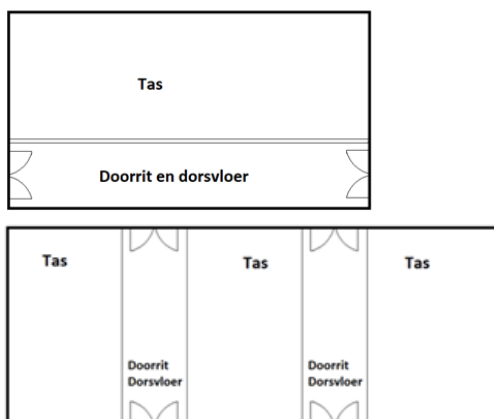 Tas
Doorrit en dorsvloer
Tas
Tas
Tas
Doorrit
Dorsvloer
Doorrit
Dorsvloer